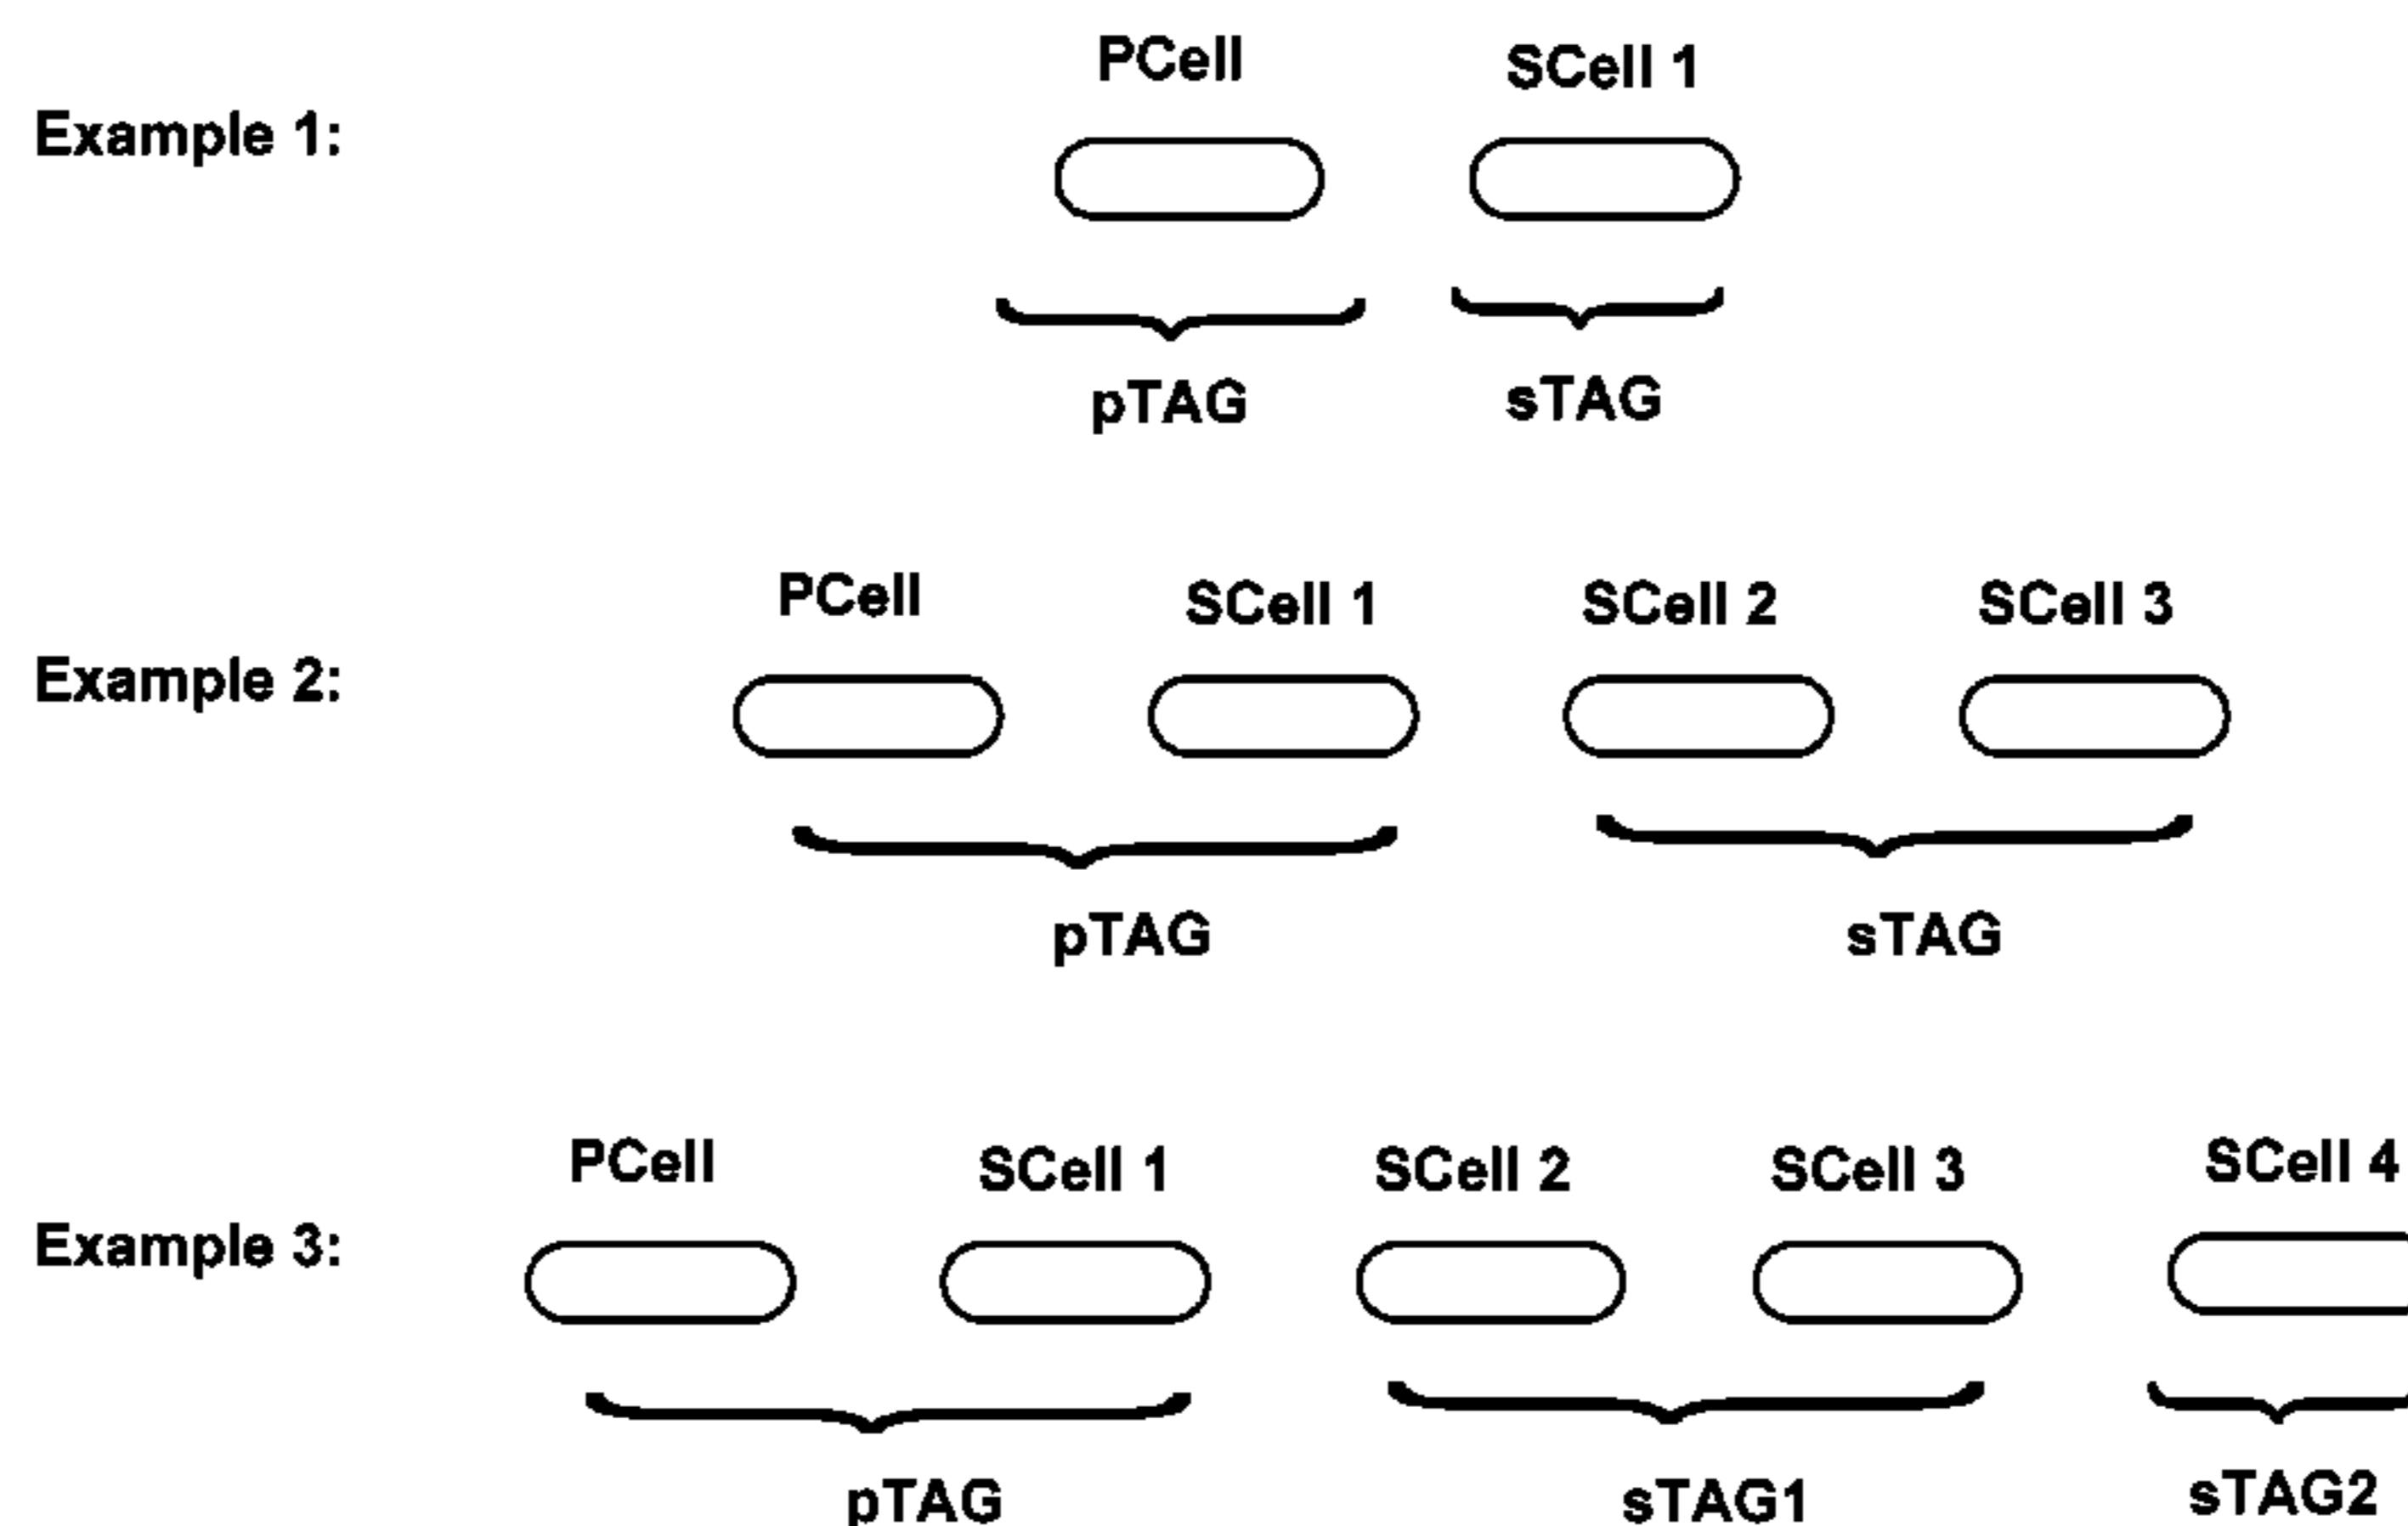 PCell SCell 1
Example 1:
pTAG sTAG
PCell SCell 1 SCell 2 SCell 3
Example 2:
pTAG sTAG
PCell SCell 1 SCell 2 SCell 3 SCell 4
Example 3:
pTAG sTAG1 sTAG2